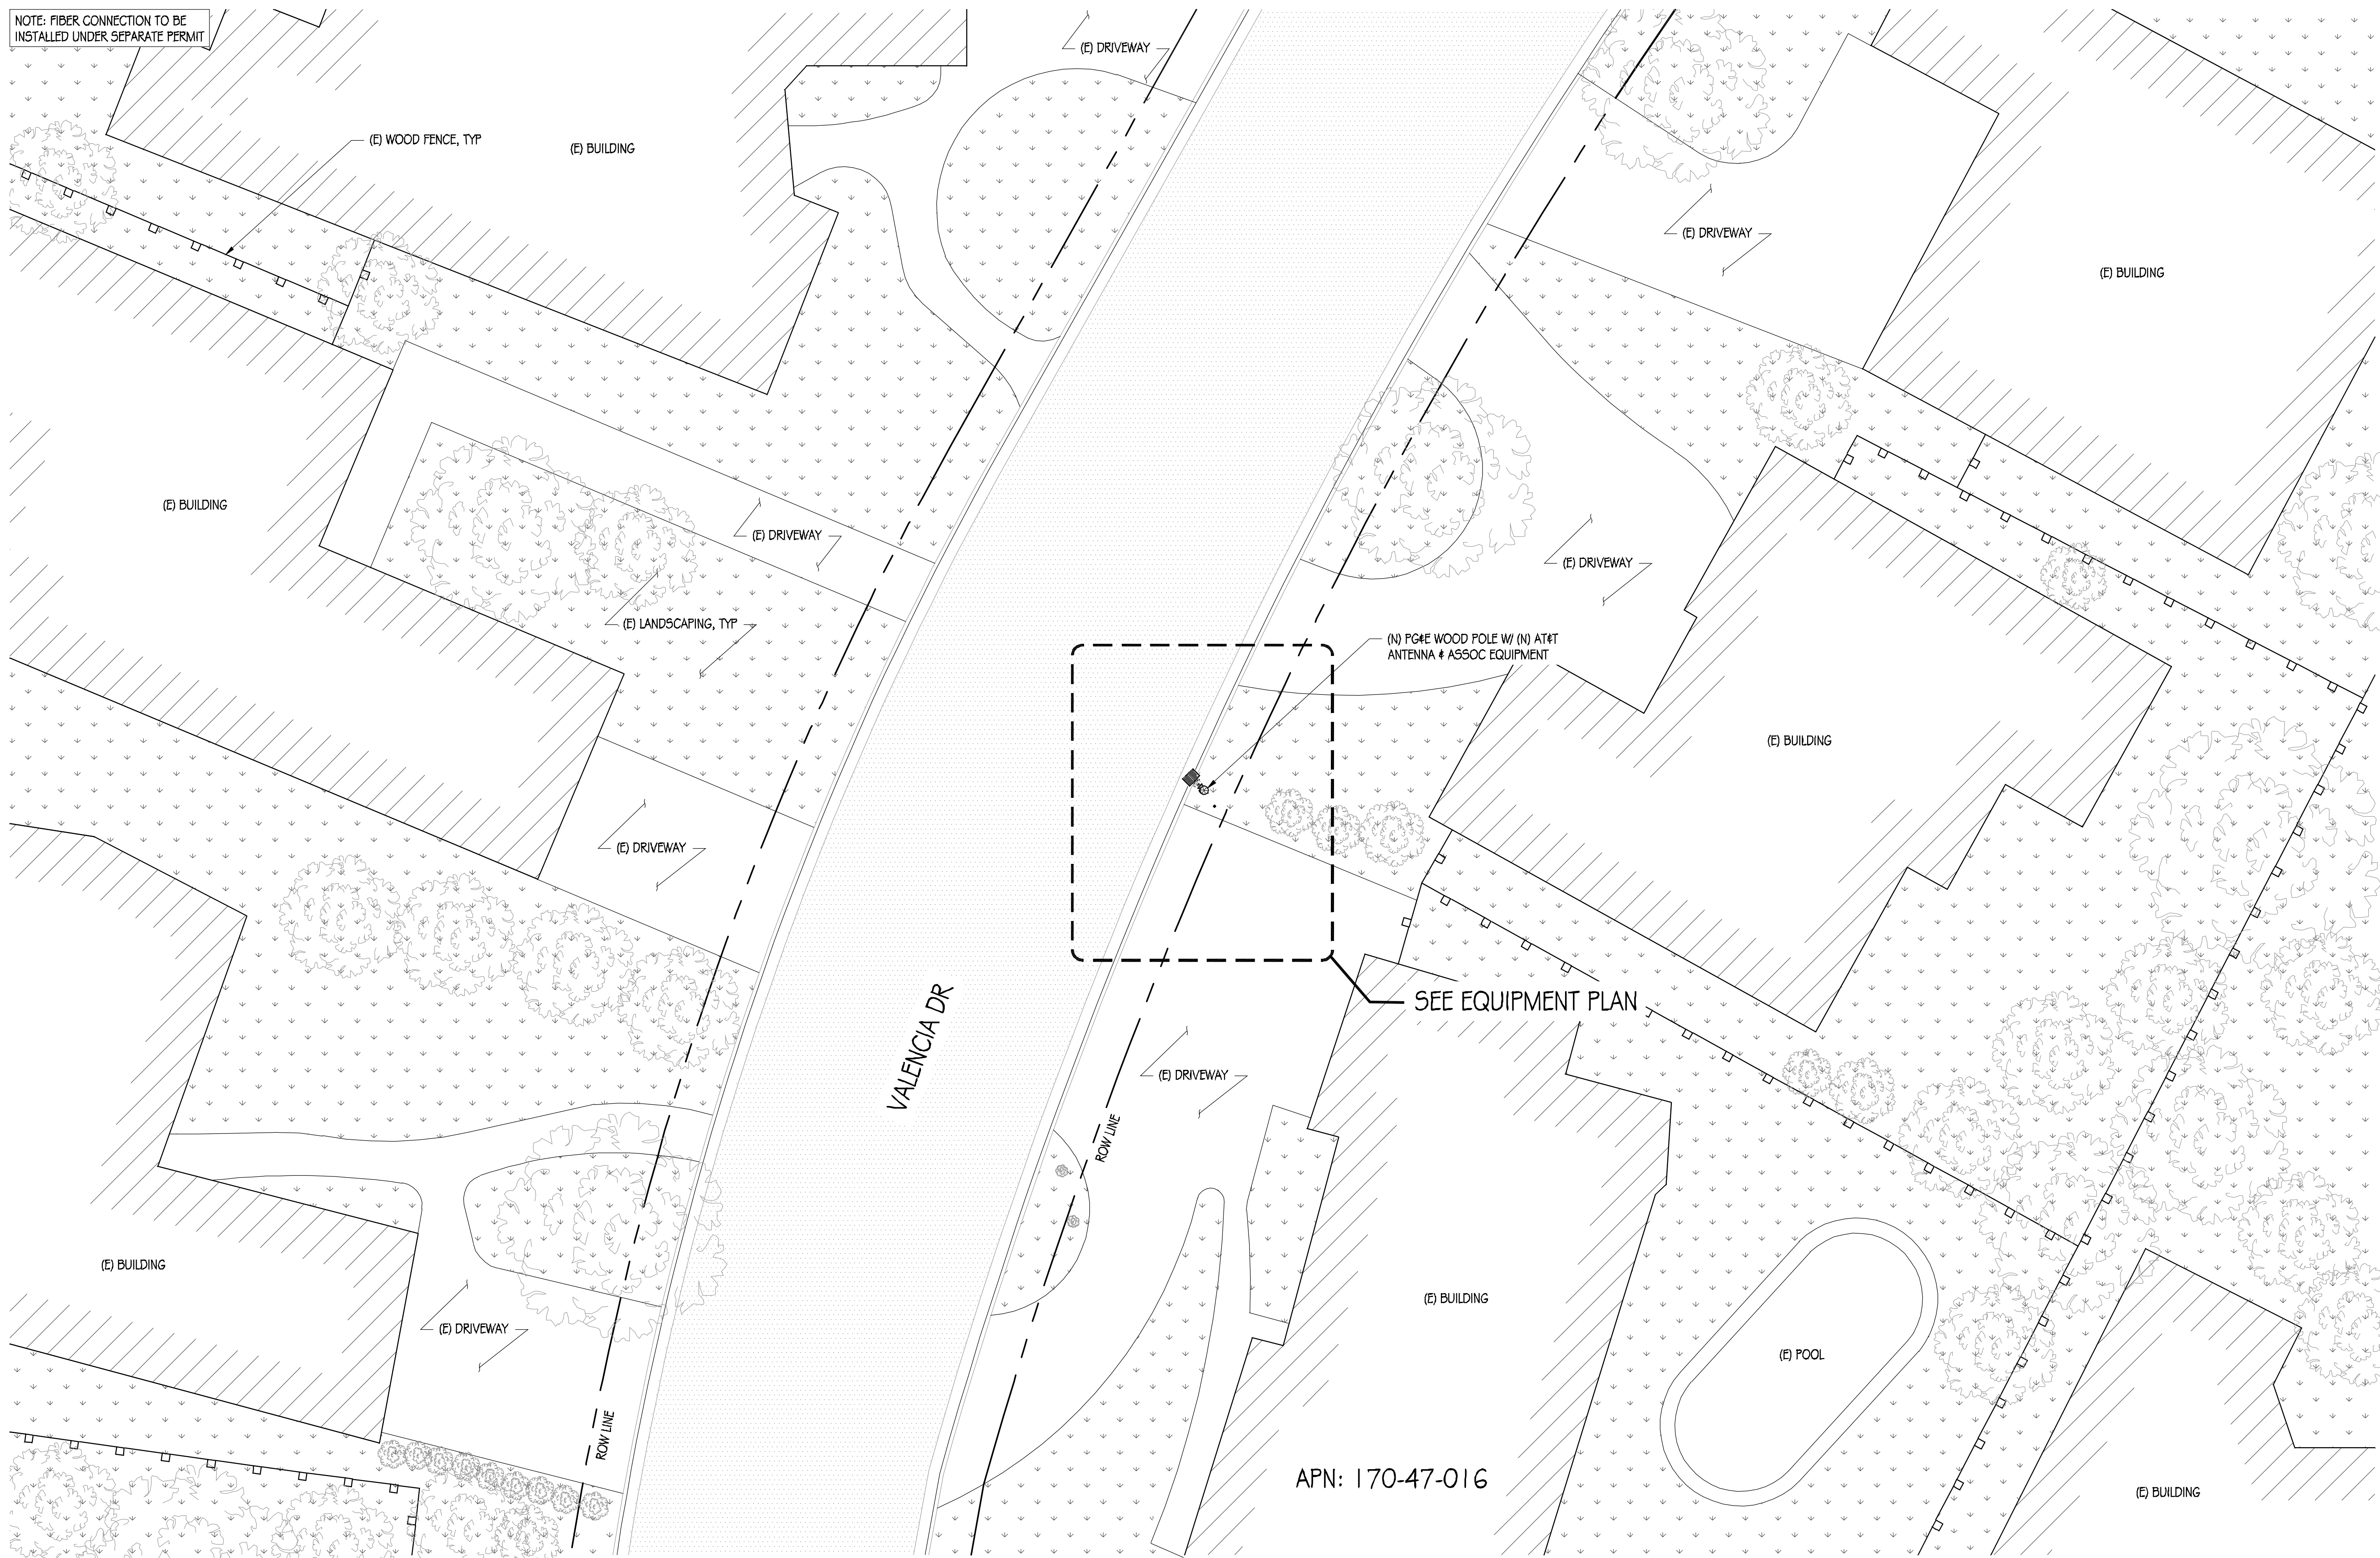 NOTE: FIBER CONNECTION TO BE
INSTALLED UNDER SEPARATE PERMIT
(E) DRIVEWAY
(E) WOOD FENCE, TYP
(E) BUILDING
(E) DRIVEWAY
(E) BUILDING
(E) BUILDING
(E) DRIVEWAY
(E) DRIVEWAY
(E) LANDSCAPING, TYP
(N) PG&E WOOD POLE W/ (N) AT&T
ANTENNA & ASSOC EQUIPMENT
(E) BUILDING
(E) DRIVEWAY
SEE EQUIPMENT PLAN
VALENCIA DR
(E) DRIVEWAY
ROW LINE
(E) BUILDING
(E) BUILDING
(E) DRIVEWAY
(E) POOL
ROW LINE
APN: 170-47-016
(E) BUILDING